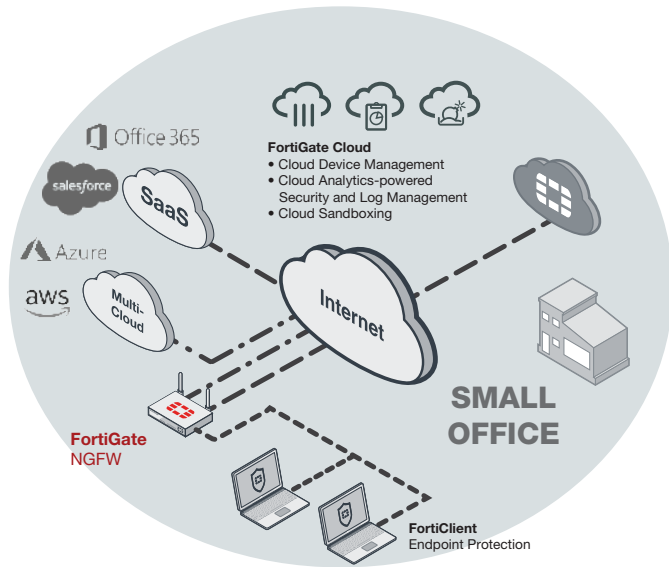 Office 365
salesforce
SaaS
Azure
aws
Multi-
Cloud
FortiGate Cloud
• Cloud Device Management
• Cloud Analytics-powered
Security and Log Management
• Cloud Sandboxing
Internet
SMALL
OFFICE
FortiGate
NGFW
FortiClient
Endpoint Protection